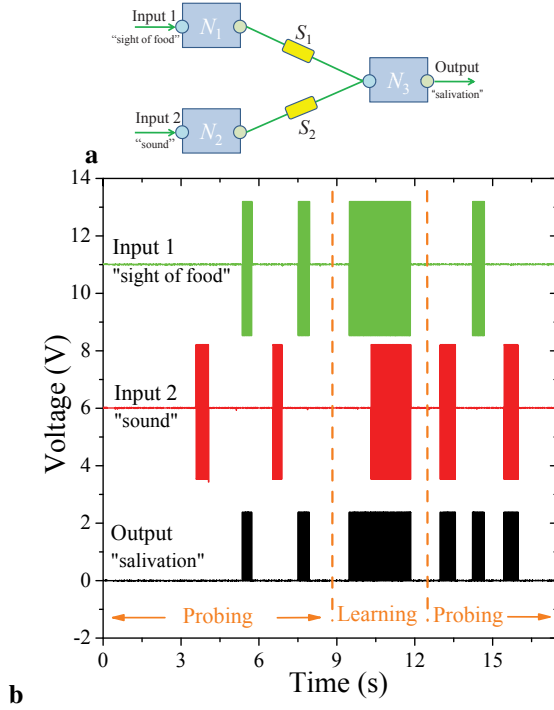 Input 1
"sight of food"
N1
S1
N3
Output
"salivation"
Input 2
"sound"
N2
S2
a
14
12
10
8
6
4
2
0
-2
Voltage (V)
Input 1
"sight of food"
Input 2
"sound"
Output
"salivation"
Probing
Learning
Probing
0
3
6
9
12
15
Time (s)
b